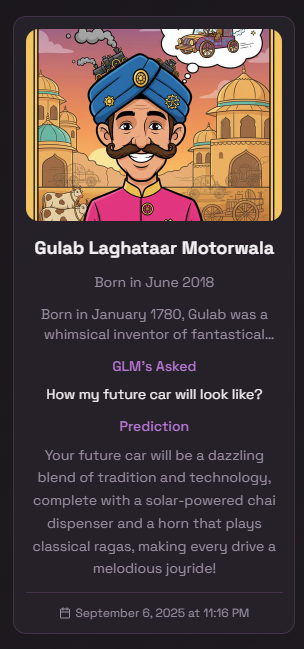 Gulab Laghataar Motorwala
Born in June 2018
Born in January 1780, Gulab was a
whimsical inventor of fantastical...
GLM's Asked
How my future car will look like?
Prediction
Your future car will be a dazzling
blend of tradition and technology,
complete with a solar-powered chai
dispenser and a horn that plays
classical ragas, making every drive a
melodious joyride!
September 6, 2025 at 11:16 PM